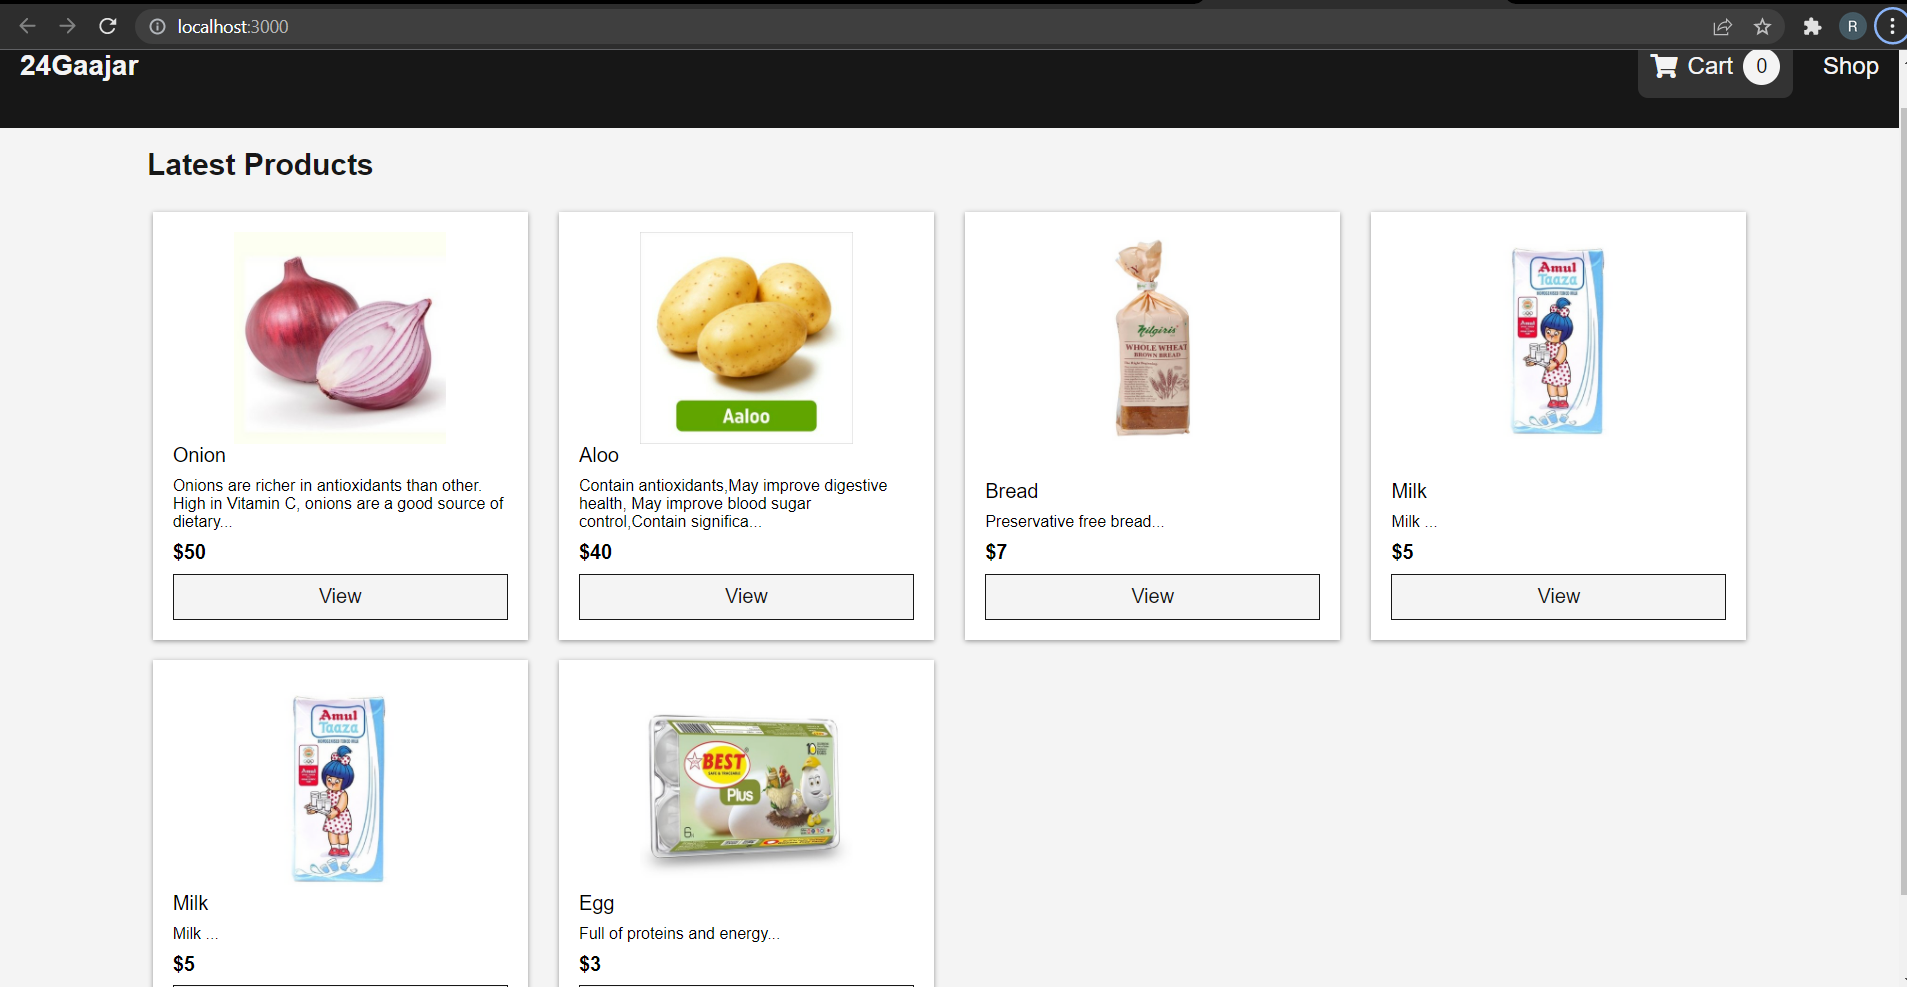 localhost:3000
R
24Gaajar
Cart 0
Shop
Latest Products
Aaloo
Nilgiris
WHOLE WHEAT
BROWN BREAD
Amul
Taaza
Onion
Onions are richer in antioxidants than other.
High in Vitamin C, onions are a good source of
dietary...
$50
View
Aloo
Contain antioxidants,May improve digestive
health, May improve blood sugar
control,Contain significa...
$40
View
Bread
Preservative free bread...
$7
View
Milk
Milk ...
$5
View
Amul
Taaza
Milk
Milk ...
$5
BEST
Plus
6
Egg
Full of proteins and energy...
$3